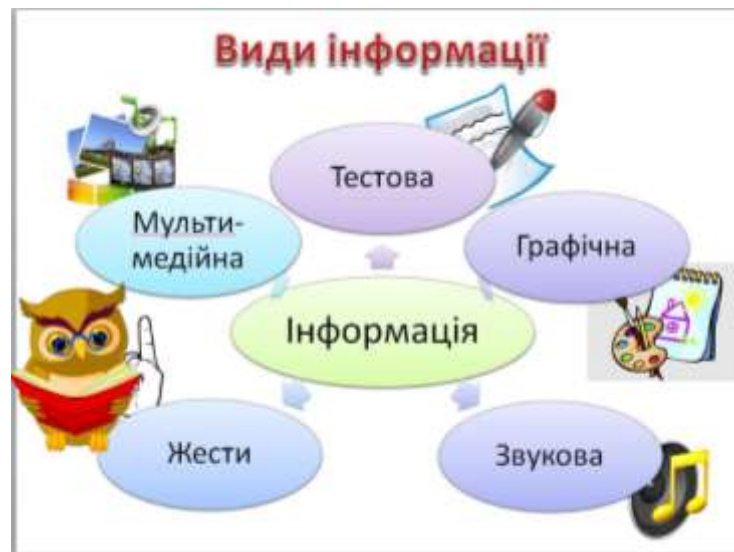 Види інформації
Тестова
Мульти-
медійна
Графічна
Інформація
Жести
Звукова